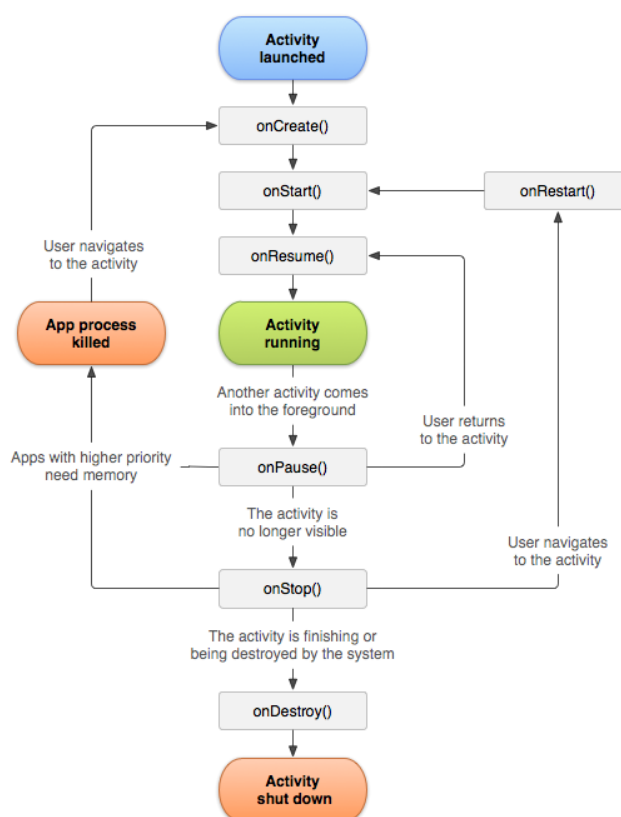 Activity
launched
onCreate()
onStart()
onRestart()
User navigates
to the activity
onResume()
App process
killed
Activity
running
Another activity comes
into the foreground
User returns
to the activity
Apps with higher priority
need memory
onPause()
The activity is
no longer visible
User navigates
to the activity
onStop()
The activity is finishing or
being destroyed by the system
onDestroy()
Activity
shut down